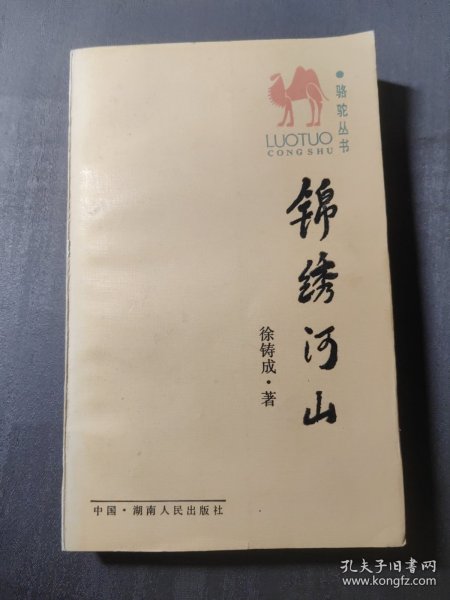 骆驼丛书
LUOTUO
CONG SHU
锦绣河山
徐铸成·著
中国·湖南人民出版社
孔夫子旧书网
www.kongfz.com